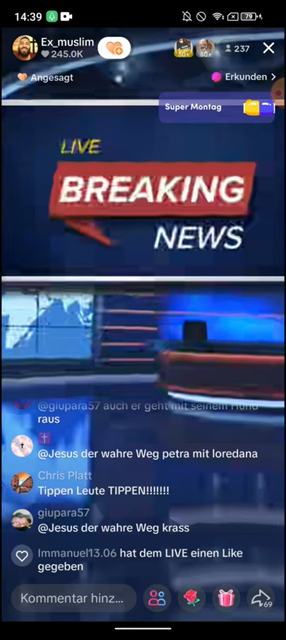 14:39
79
Ex_muslim
245.0K
237
Angesagt
Erkunden
Super Montag
LIVE
BREAKING
NEWS
@giupara57 auch er geht mit seinem Hund
raus
@Jesus der wahre Weg petra mit loredana
Chris Platt
Tippen Leute TIPPEN!!!!!!!
giupara57
@Jesus der wahre Weg krass
Immanuel13.06 hat dem LIVE einen Like
gegeben
Kommentar hinz...
69